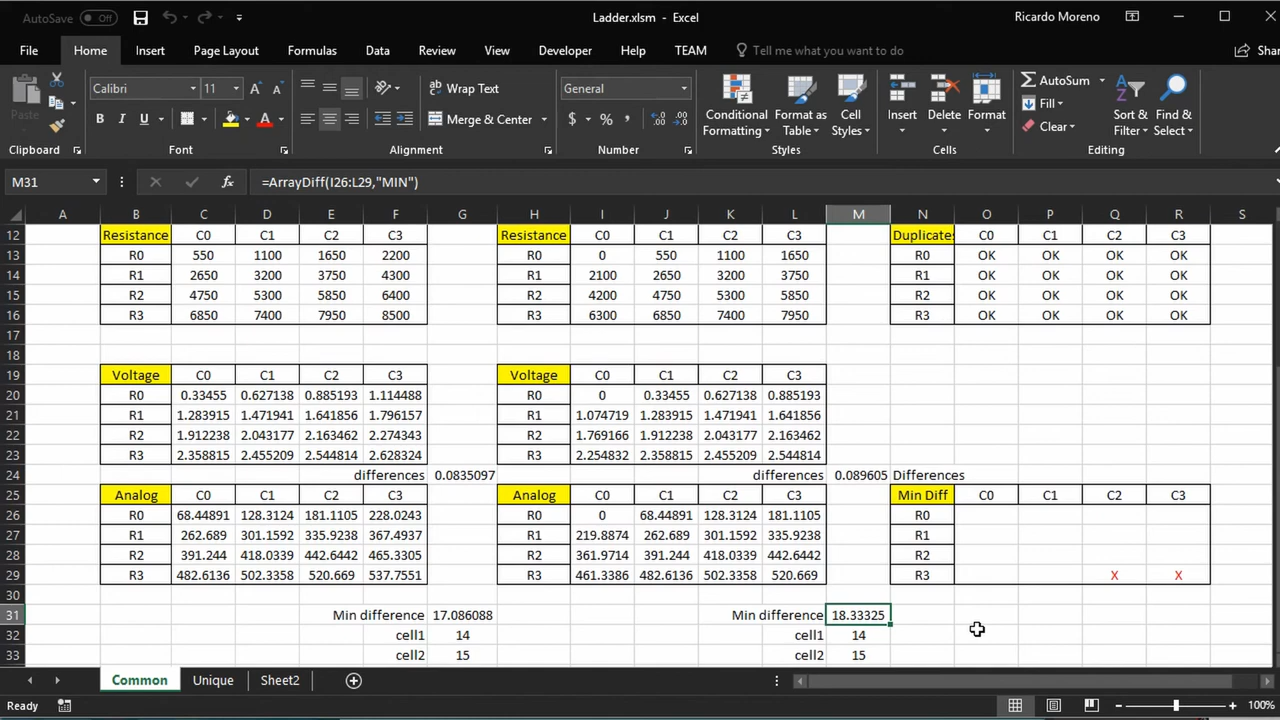 AutoSave Off Ladder.xlsm - Excel Ricardo Moreno
File Home Insert Page Layout Formulas Data Review View Developer Help TEAM Tell me what you want to do Shar
Paste Calibri 11 A A Wrap Text General Conditional Format as Cell Insert Delete Format AutoSum Sort & Find &
Formatting Table Styles Fill Filter Select
B I U A Merge & Center $ % , Clear
Clipboard Font Alignment Number Styles Cells Editing
M31 fx =ArrayDiff(I26:L29,"MIN")
A B C D E F G H I J K L M N O P Q R S
12 Resistance C0 C1 C2 C3 Resistance C0 C1 C2 C3 Duplicates C0 C1 C2 C3
13 R0 550 1100 1650 2200 R0 0 550 1100 1650 R0 OK OK OK OK
14 R1 2650 3200 3750 4300 R1 2100 2650 3200 3750 R1 OK OK OK OK
15 R2 4750 5300 5850 6400 R2 4200 4750 5300 5850 R2 OK OK OK OK
16 R3 6850 7400 7950 8500 R3 6300 6850 7400 7950 R3 OK OK OK OK
17
18
19 Voltage C0 C1 C2 C3 Voltage C0 C1 C2 C3
20 R0 0.33455 0.627138 0.885193 1.114488 R0 0 0.33455 0.627138 0.885193
21 R1 1.283915 1.471941 1.641856 1.796157 R1 1.074719 1.283915 1.471941 1.641856
22 R2 1.912238 2.043177 2.163462 2.274343 R2 1.769166 1.912238 2.043177 2.163462
23 R3 2.358815 2.455209 2.544814 2.628324 R3 2.254832 2.358815 2.455209 2.544814
24 differences 0.0835097 differences 0.089605 Differences
25 Analog C0 C1 C2 C3 Analog C0 C1 C2 C3 Min Diff C0 C1 C2 C3
26 R0 68.44891 128.3124 181.1105 228.0243 R0 0 68.44891 128.3124 181.1105 R0
27 R1 262.689 301.1592 335.9238 367.4937 R1 219.8874 262.689 301.1592 335.9238 R1
28 R2 391.244 418.0339 442.6442 465.3305 R2 361.9714 391.244 418.0339 442.6442 R2
29 R3 482.6136 502.3358 520.669 537.7551 R3 461.3386 482.6136 502.3358 520.669 R3 X X
30
31 Min difference 17.086088 Min difference 18.33325
32 cell1 14 cell1 14
33 cell2 15 cell2 15
Common Unique Sheet2
Ready 100%